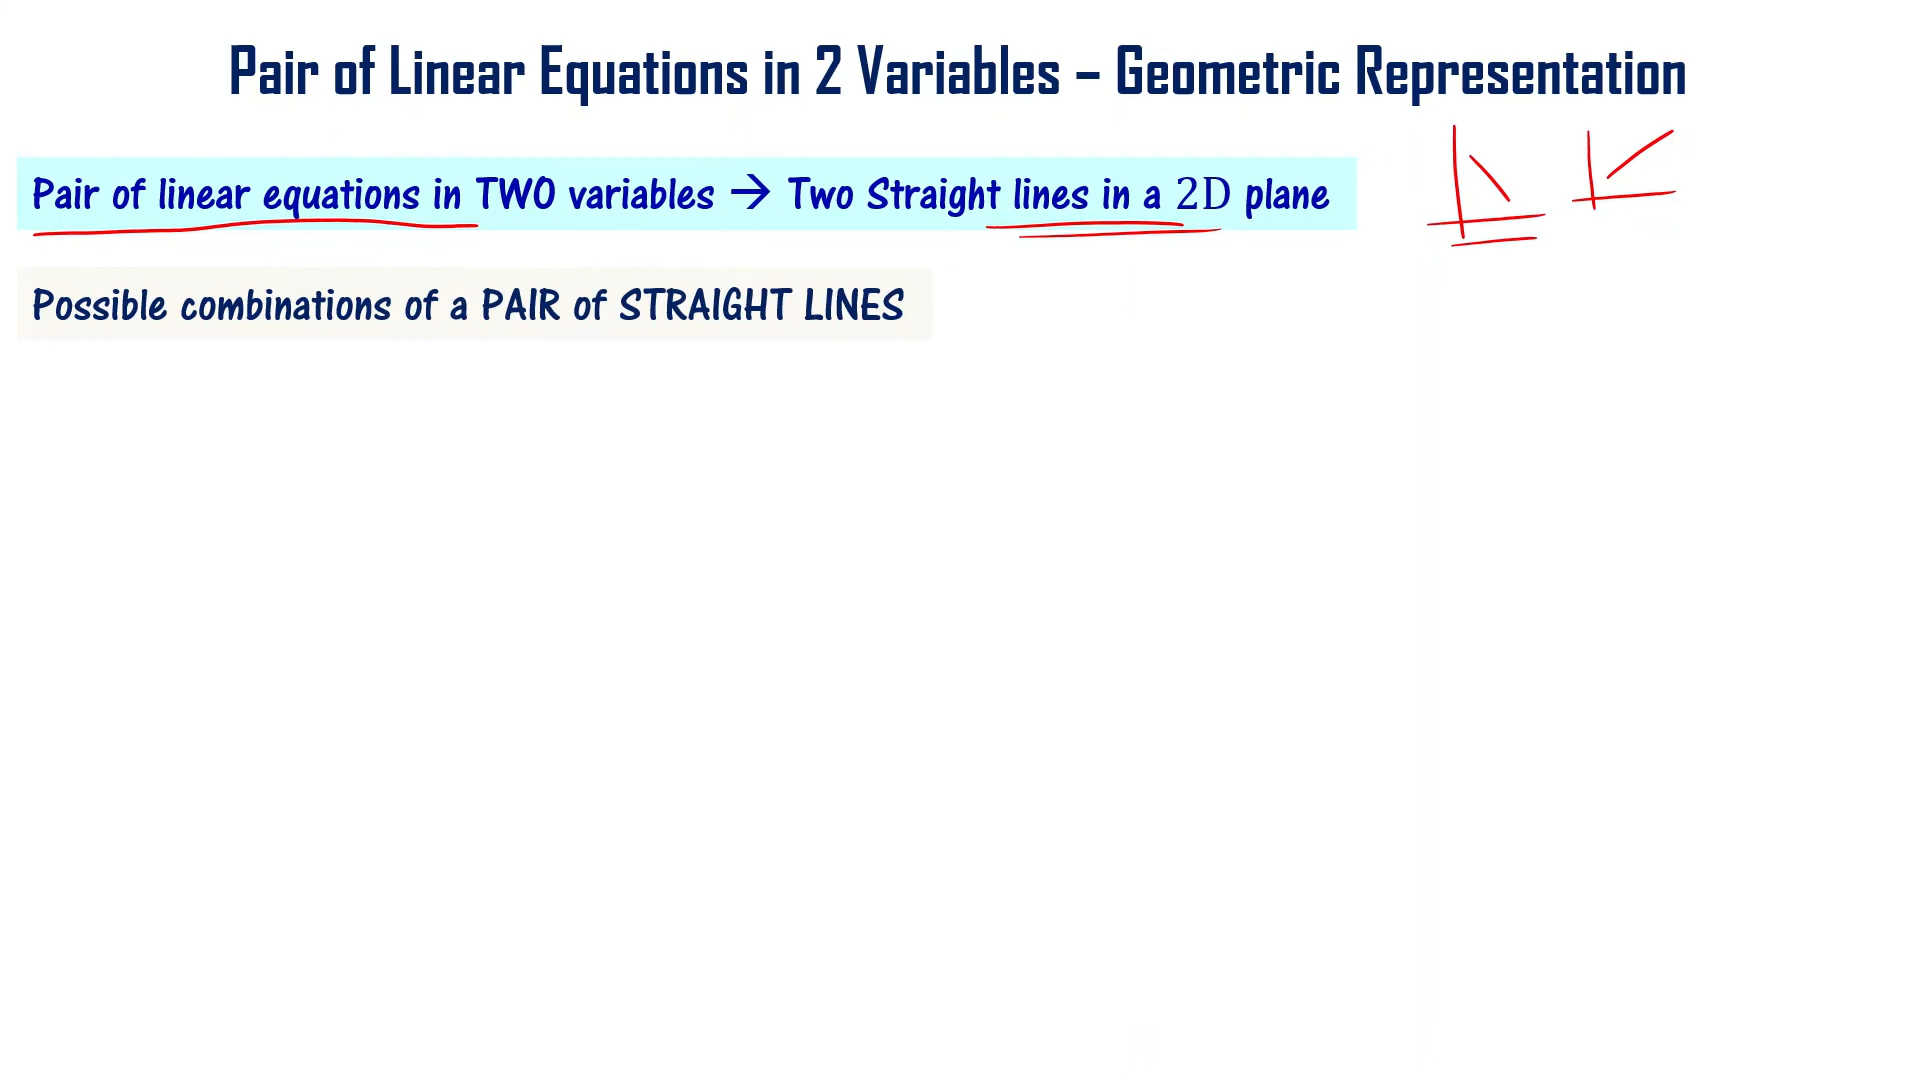 Pair of Linear Equations in 2 Variables – Geometric Representation
Pair of linear equations in TWO variables → Two Straight lines in a 2D plane
Possible combinations of a PAIR of STRAIGHT LINES